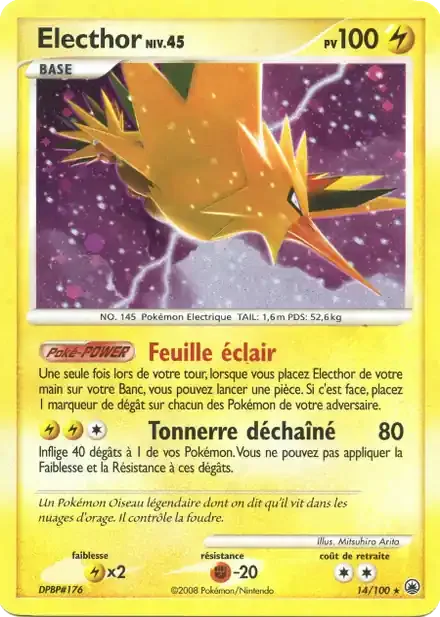 Electhor NIV.45 PV 100
BASE
NO. 145 Pokémon Electrique TAIL: 1,6m PDS: 52,6kg
Poké-POWER Feuille éclair
Une seule fois lors de votre tour, lorsque vous placez Electhor de votre
main sur votre Banc, vous pouvez lancer une pièce. Si c'est face, placez
1 marqueur de dégât sur chacun des Pokémon de votre adversaire.
Tonnerre déchaîné 80
Inflige 40 dégâts à 1 de vos Pokémon. Vous ne pouvez pas appliquer la
Faiblesse et la Résistance à ces dégâts.
Un Pokémon Oiseau légendaire dont on dit qu'il vit dans les
nuages d'orage. Il contrôle la foudre.
Illus. Mitsuhiro Arita
faiblesse résistance coût de retraite
x2 -20
DPBP#176 ©2008 Pokémon/Nintendo 14/100 ★